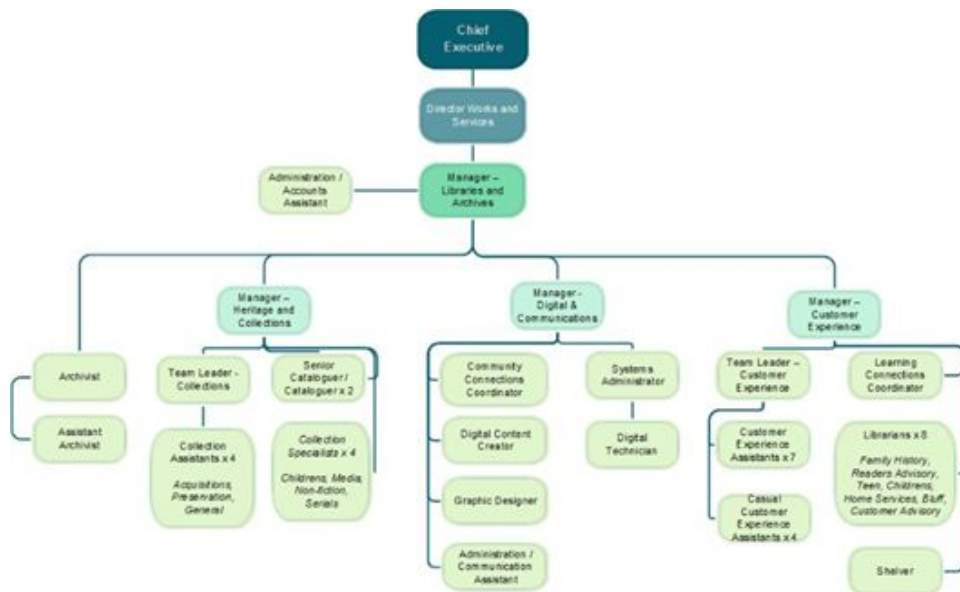 Chief
Executive
Director Works and
Services
Administration /
Accounts
Assistant
Manager –
Libraries and
Archives
Manager –
Heritage and
Collections
Manager -
Digital &
Communications
Manager –
Customer
Experience
Archivist
Assistant
Archivist
Team Leader -
Collections
Collection
Assistants x 4
Acquisitions,
Preservation,
General
Senior
Cataloguer /
Cataloguer x 2
Collection
Specialists x 4
Childrens, Media,
Non-fiction,
Serials
Community
Connections
Coordinator
Digital Content
Creator
Graphic Designer
Administration /
Communication
Assistant
Systems
Administrator
Digital
Technician
Team Leader –
Customer
Experience
Customer
Experience
Assistants x 7
Casual
Customer
Experience
Assistants x 4
Learning
Connections
Coordinator
Librarians x 8
Family History,
Readers Advisory,
Teen, Childrens,
Home Services, Bluff,
Customer Advisory
Shelver